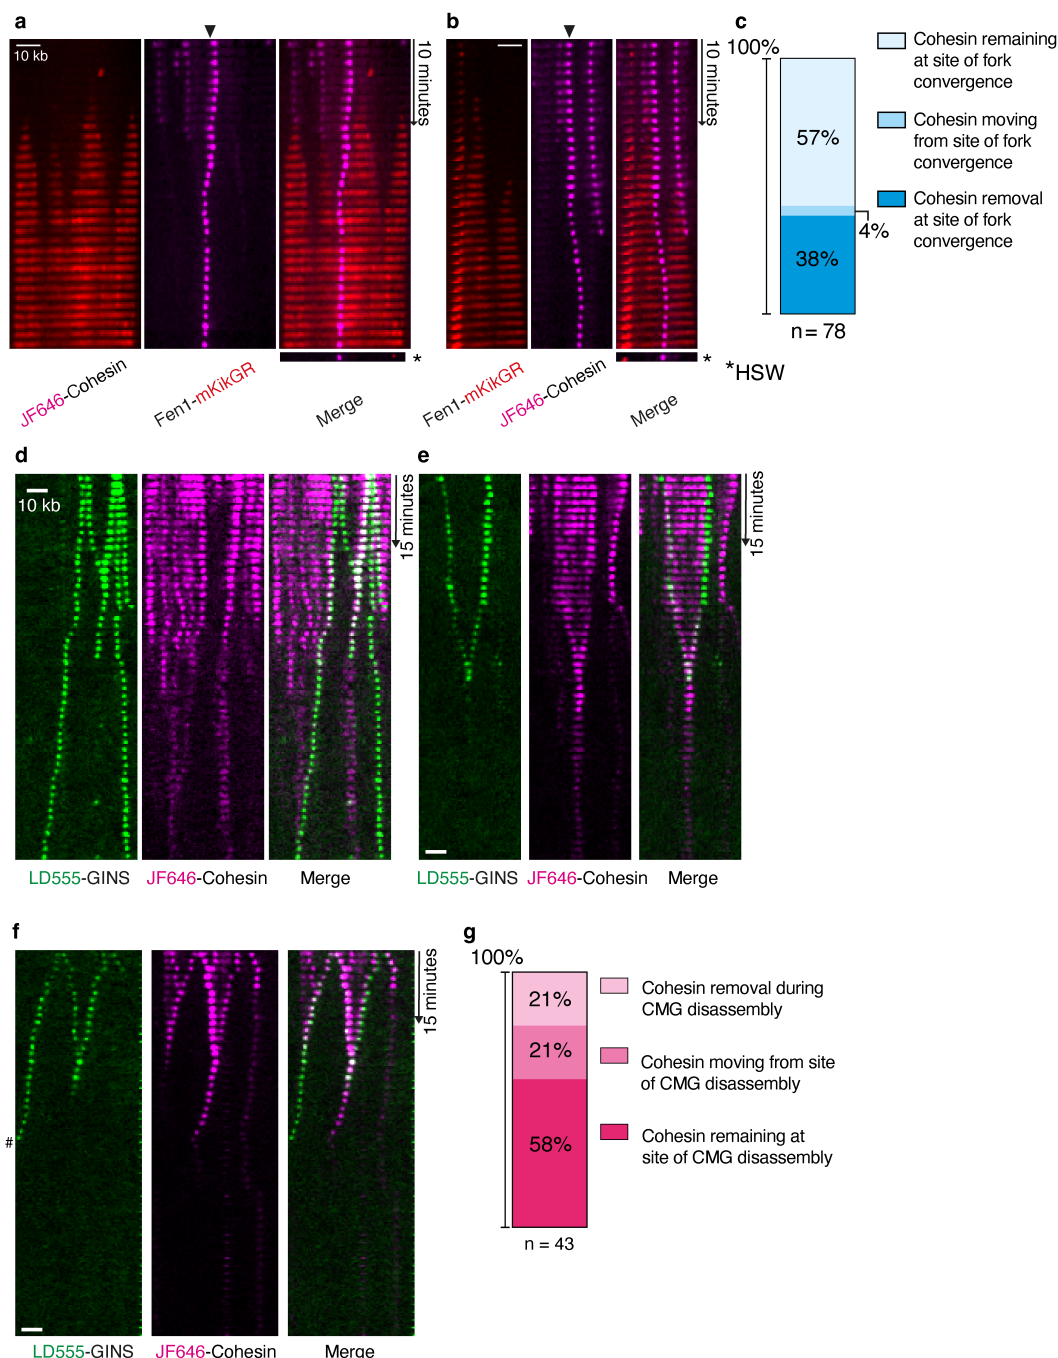 a
b
c
10 kb
10 minutes
10 minutes
100%
57%
4%
38%
n = 78
Cohesin remaining
at site of fork
convergence
Cohesin moving
from site of fork
convergence
Cohesin removal
at site of fork
convergence
*
*
*HSW
JF646-Cohesin
Fen1-mKikGR
Merge
Fen1-mKikGR
JF646-Cohesin
Merge
d
e
10 kb
15 minutes
15 minutes
LD555-GINS
JF646-Cohesin
Merge
LD555-GINS
JF646-Cohesin
Merge
f
g
15 minutes
#
100%
21%
21%
58%
n = 43
Cohesin removal during
CMG disassembly
Cohesin moving from site
of CMG disassembly
Cohesin remaining at
site of CMG disassembly
LD555-GINS
JF646-Cohesin
Merge